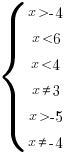 x > -4
x < 6
x < 4
x ≠ 3
x > -5
x ≠ -4